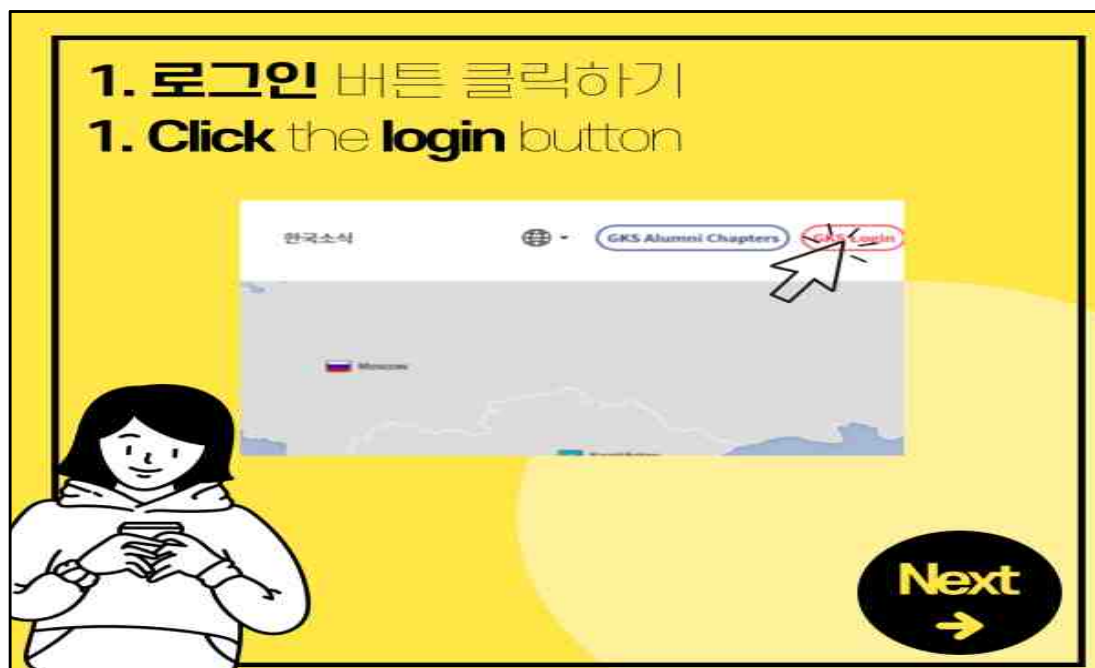 1. 로그인 버튼 클릭하기
1. Click the login button
한국소식
GKS Alumni Chapters
GKS Login
Moscow
Next